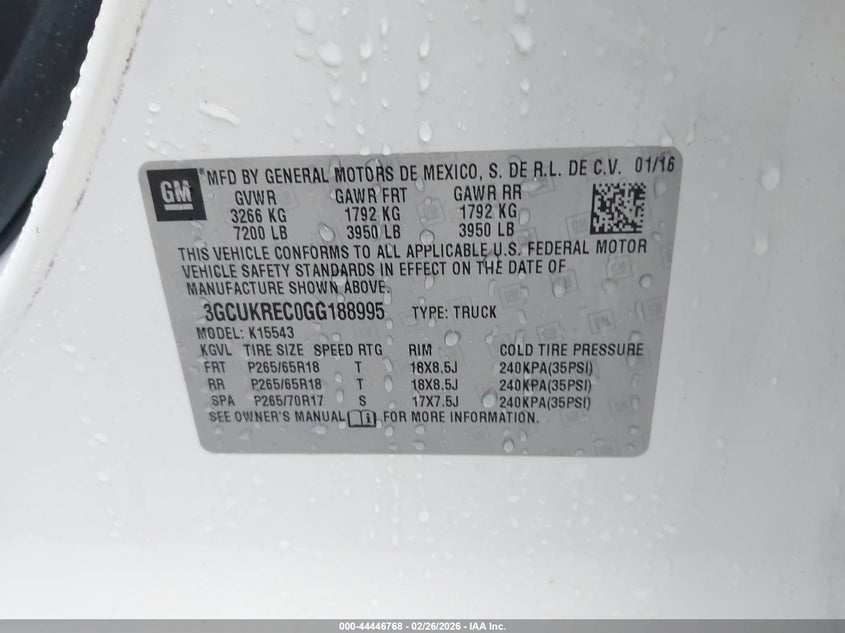 GM
MFD BY GENERAL MOTORS DE MEXICO, S. DE R.L. DE C.V. 01/16
GVWR GAWR FRT GAWR RR
3266 KG 1792 KG 1792 KG
7200 LB 3950 LB 3950 LB
THIS VEHICLE CONFORMS TO ALL APPLICABLE U.S. FEDERAL MOTOR
VEHICLE SAFETY STANDARDS IN EFFECT ON THE DATE OF
MANUFACTURE SHOWN ABOVE.
3GCUKREC0GG188995 TYPE: TRUCK
MODEL: K15543
KGVL TIRE SIZE SPEED RTG RIM COLD TIRE PRESSURE
FRT P265/65R18 T 18X8.5J 240KPA(35PSI)
RR P265/65R18 T 18X8.5J 240KPA(35PSI)
SPA P265/70R17 S 17X7.5J 240KPA(35PSI)
SEE OWNER'S MANUAL FOR MORE INFORMATION.
000-44446768 - 02/26/2026 - IAA Inc.